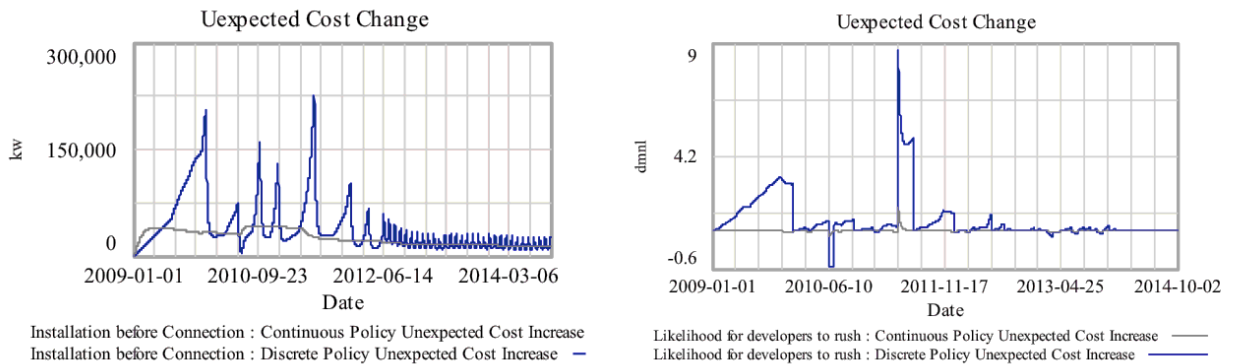 Uexpected Cost Change
300,000
150,000
0
kw
2009-01-01 2010-09-23 2012-06-14 2014-03-06
Date
Installation before Connection : Continuous Policy Unexpected Cost Increase
Installation before Connection : Discrete Policy Unexpected Cost Increase
Uexpected Cost Change
9
4.2
-0.6
dmnl
2009-01-01 2010-06-10 2011-11-17 2013-04-25 2014-10-02
Date
Likelihood for developers to rush : Continuous Policy Unexpected Cost Increase
Likelihood for developers to rush : Discrete Policy Unexpected Cost Increase